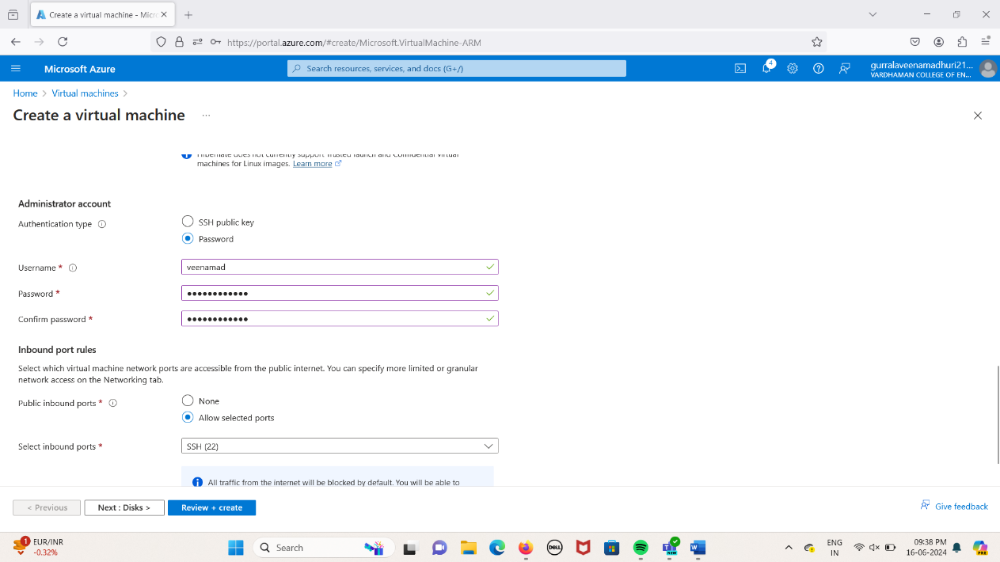 Create a virtual machine - Micr
https://portal.azure.com/#create/Microsoft.VirtualMachine-ARM
Microsoft Azure
Search resources, services, and docs (G+/)
4
gurralaveenamadhuri21...
VARDHAMAN COLLEGE OF EN...
Home > Virtual machines >
Create a virtual machine ...
Hibernate does not currently support Trusted launch and Confidential virtual
machines for Linux images. Learn more
Administrator account
Authentication type
SSH public key
Password
Username *
veenamad
Password *
••••••••••••
Confirm password *
••••••••••••
Inbound port rules
Select which virtual machine network ports are accessible from the public internet. You can specify more limited or granular
network access on the Networking tab.
Public inbound ports *
None
Allow selected ports
Select inbound ports *
SSH (22)
All traffic from the internet will be blocked by default. You will be able to
< Previous
Next : Disks >
Review + create
Give feedback
1
EUR/INR
-0.32%
Search
DELL
NEW
ENG
IN
09:38 PM
16-06-2024
PRE